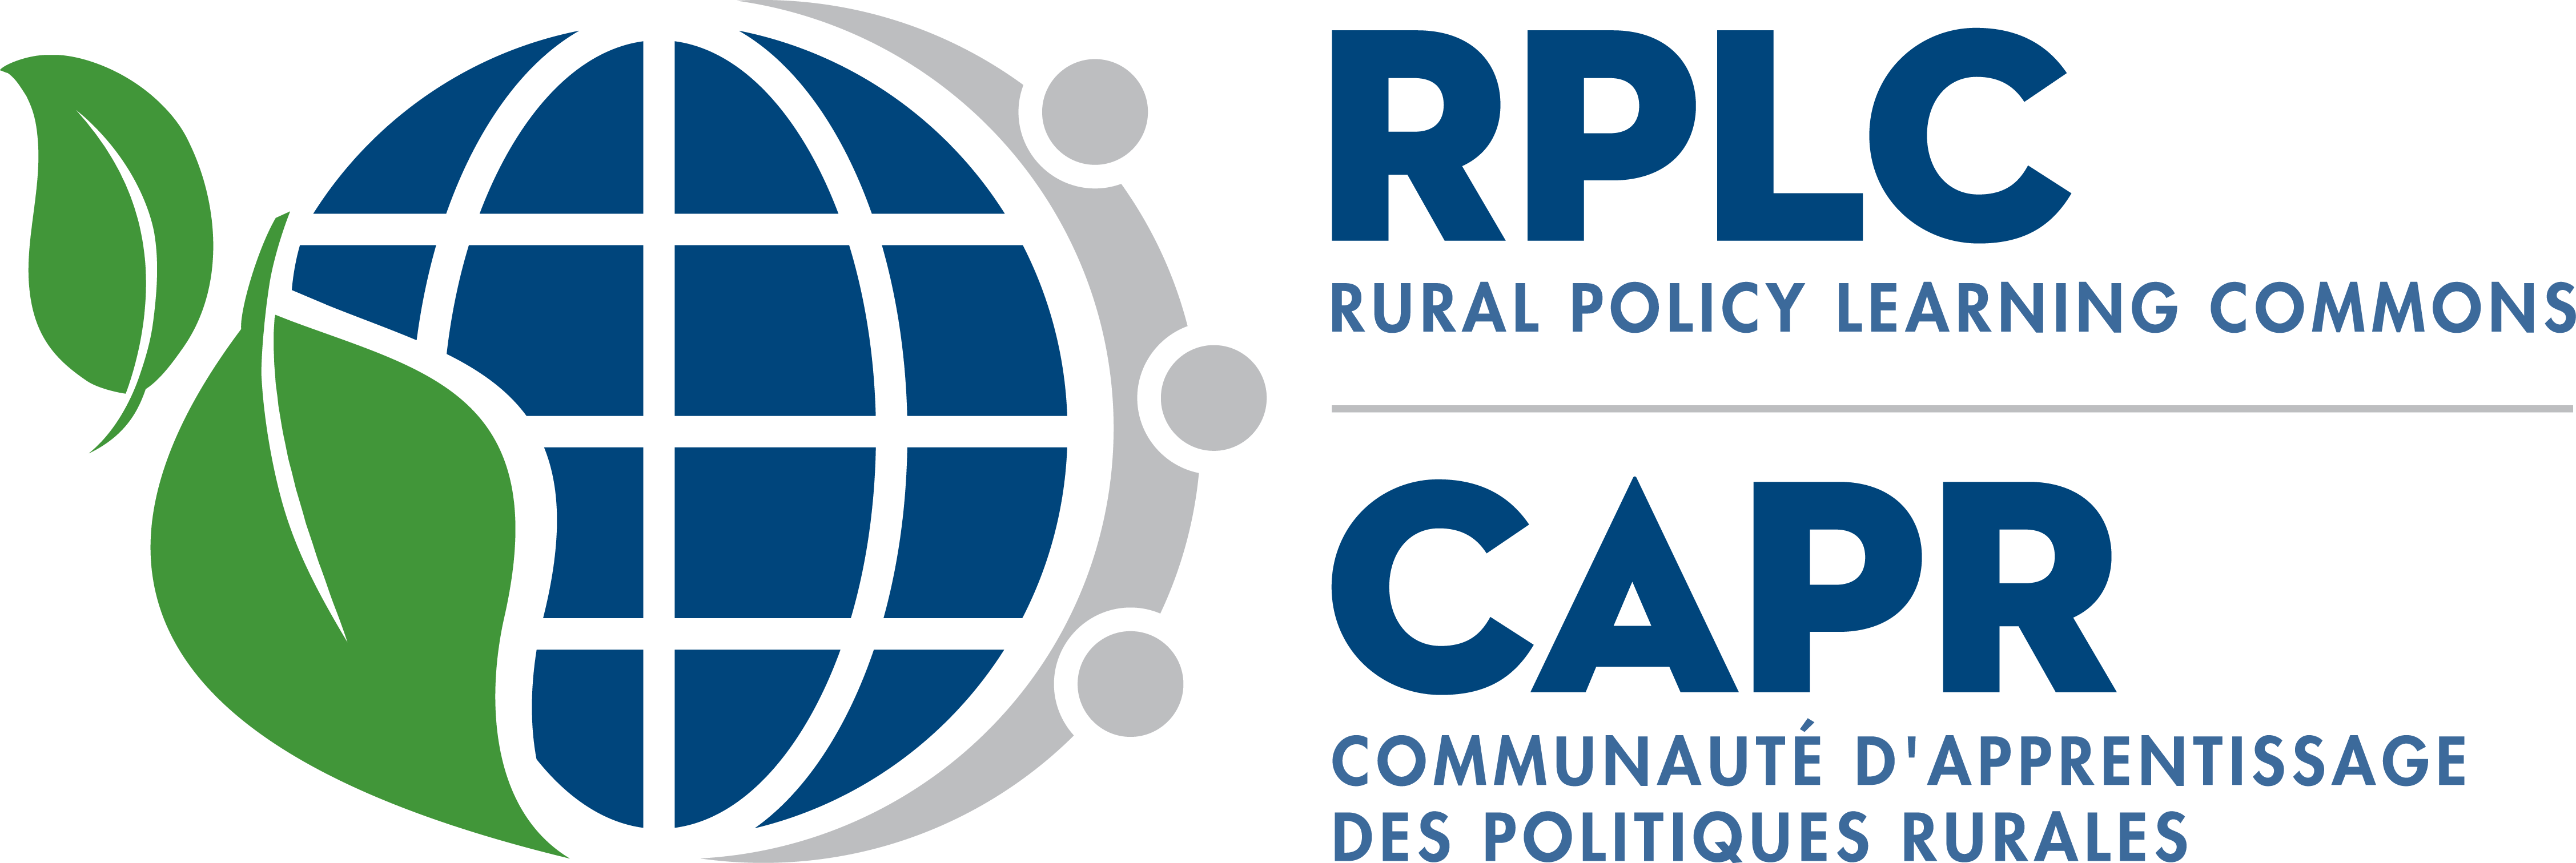 RPLC
RURAL POLICY LEARNING COMMONS
CAPR
COMMUNAUTÉ D'APPRENTISSAGE
DES POLITIQUES RURALES